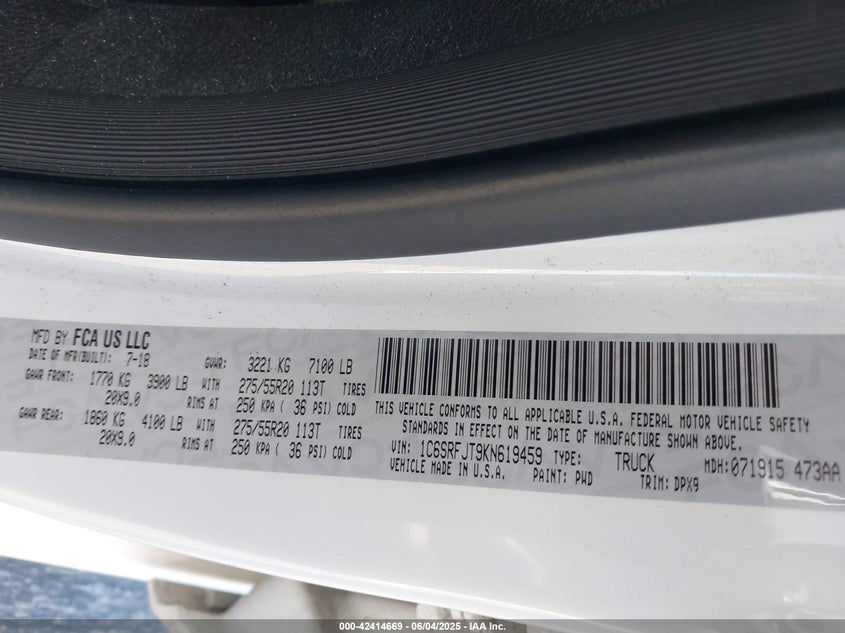 MFD BY FCA US LLC
DATE OF MFR(BUILT): 7-18 GVWR: 3221 KG 7100 LB
GAWR FRONT: 1770 KG 3900 LB WITH 275/55R20 113T TIRES
20X9.0 RIMS AT 250 KPA ( 36 PSI) COLD
GAWR REAR: 1860 KG 4100 LB WITH 275/55R20 113T TIRES
20X9.0 RIMS AT 250 KPA ( 36 PSI) COLD
THIS VEHICLE CONFORMS TO ALL APPLICABLE U.S.A. FEDERAL MOTOR VEHICLE SAFETY
STANDARDS IN EFFECT ON THE DATE OF MANUFACTURE SHOWN ABOVE.
VIN: 1C6SRFJT9KN619459 TYPE: TRUCK MDH: 071915 473AA
VEHICLE MADE IN U.S.A. PAINT: PWD TRIM: DPX9
000-42414669 - 06/04/2025 - IAA Inc.